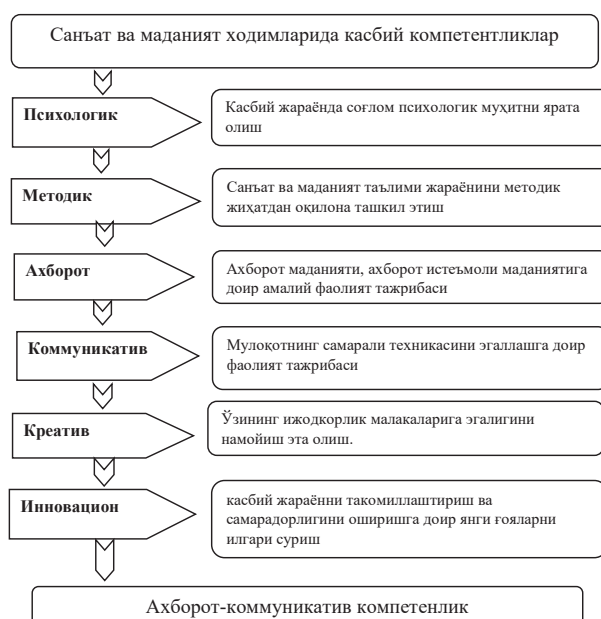 Санъат ва маданият ходимларида касбий компетентликлар
Психологик
Касбий жараёнда соғлом психологик муҳитни ярата
олиш
Методик
Санъат ва маданият таълими жараёнини методик
жиҳатдан оқилона ташкил этиш
Ахборот
Ахборот маданияти, ахборот истеъмоли маданиятига
доир амалий фаолият тажрибаси
Коммуникатив
Мулоқотнинг самарали техникасини эгаллашга доир
фаолият тажрибаси
Креатив
Ўзининг ижодкорлик малакаларига эгалигини
намойиш эта олиш.
Инновацион
касбий жараённи такомиллаштириш ва
самарадорлигини оширишга доир янги ғояларни
илгари суриш
Ахборот-коммуникатив компетенлик